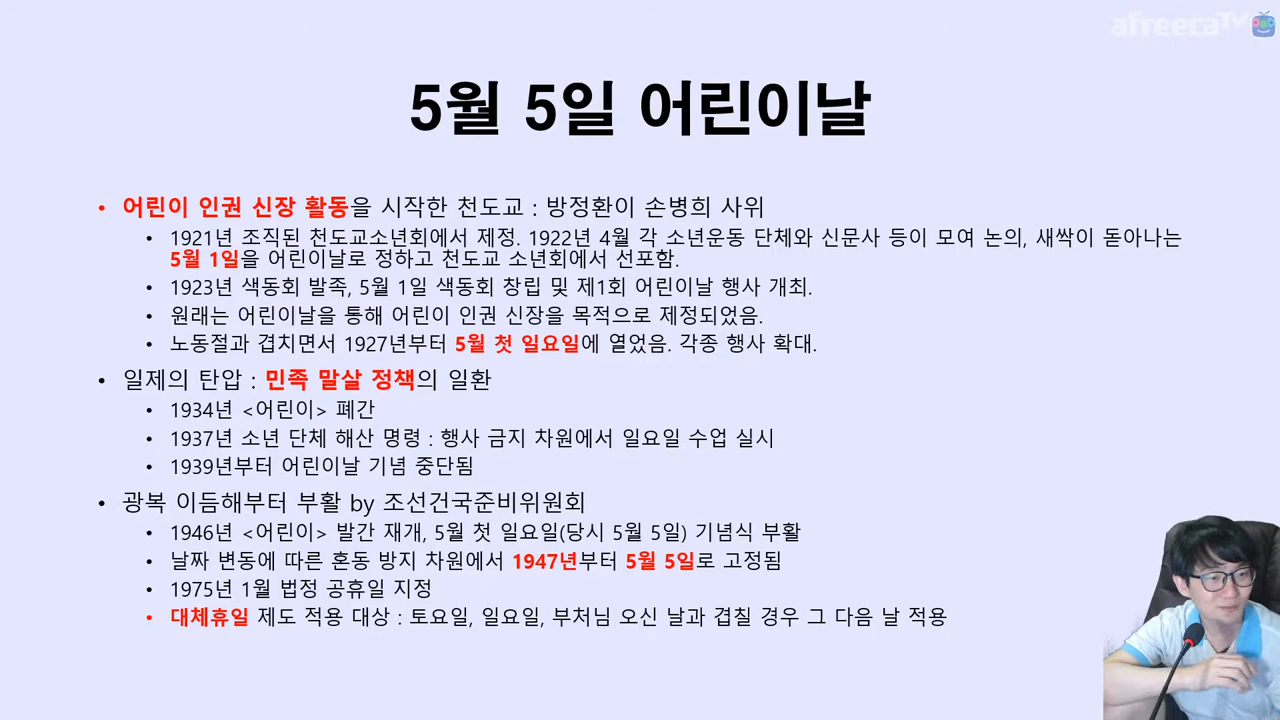 afreecaTV
5월 5일 어린이날
• 어린이 인권 신장 활동을 시작한 천도교 : 방정환이 손병희 사위
• 1921년 조직된 천도교소년회에서 제정. 1922년 4월 각 소년운동 단체와 신문사 등이 모여 논의, 새싹이 돋아나는
5월 1일을 어린이날로 정하고 천도교 소년회에서 선포함.
• 1923년 색동회 발족, 5월 1일 색동회 창립 및 제1회 어린이날 행사 개최.
• 원래는 어린이날을 통해 어린이 인권 신장을 목적으로 제정되었음.
• 노동절과 겹치면서 1927년부터 5월 첫 일요일에 열었음. 각종 행사 확대.
• 일제의 탄압 : 민족 말살 정책의 일환
• 1934년 <어린이> 폐간
• 1937년 소년 단체 해산 명령 : 행사 금지 차원에서 일요일 수업 실시
• 1939년부터 어린이날 기념 중단됨
• 광복 이듬해부터 부활 by 조선건국준비위원회
• 1946년 <어린이> 발간 재개, 5월 첫 일요일(당시 5월 5일) 기념식 부활
• 날짜 변동에 따른 혼동 방지 차원에서 1947년부터 5월 5일로 고정됨
• 1975년 1월 법정 공휴일 지정
• 대체휴일 제도 적용 대상 : 토요일, 일요일, 부처님 오신 날과 겹칠 경우 그 다음 날 적용